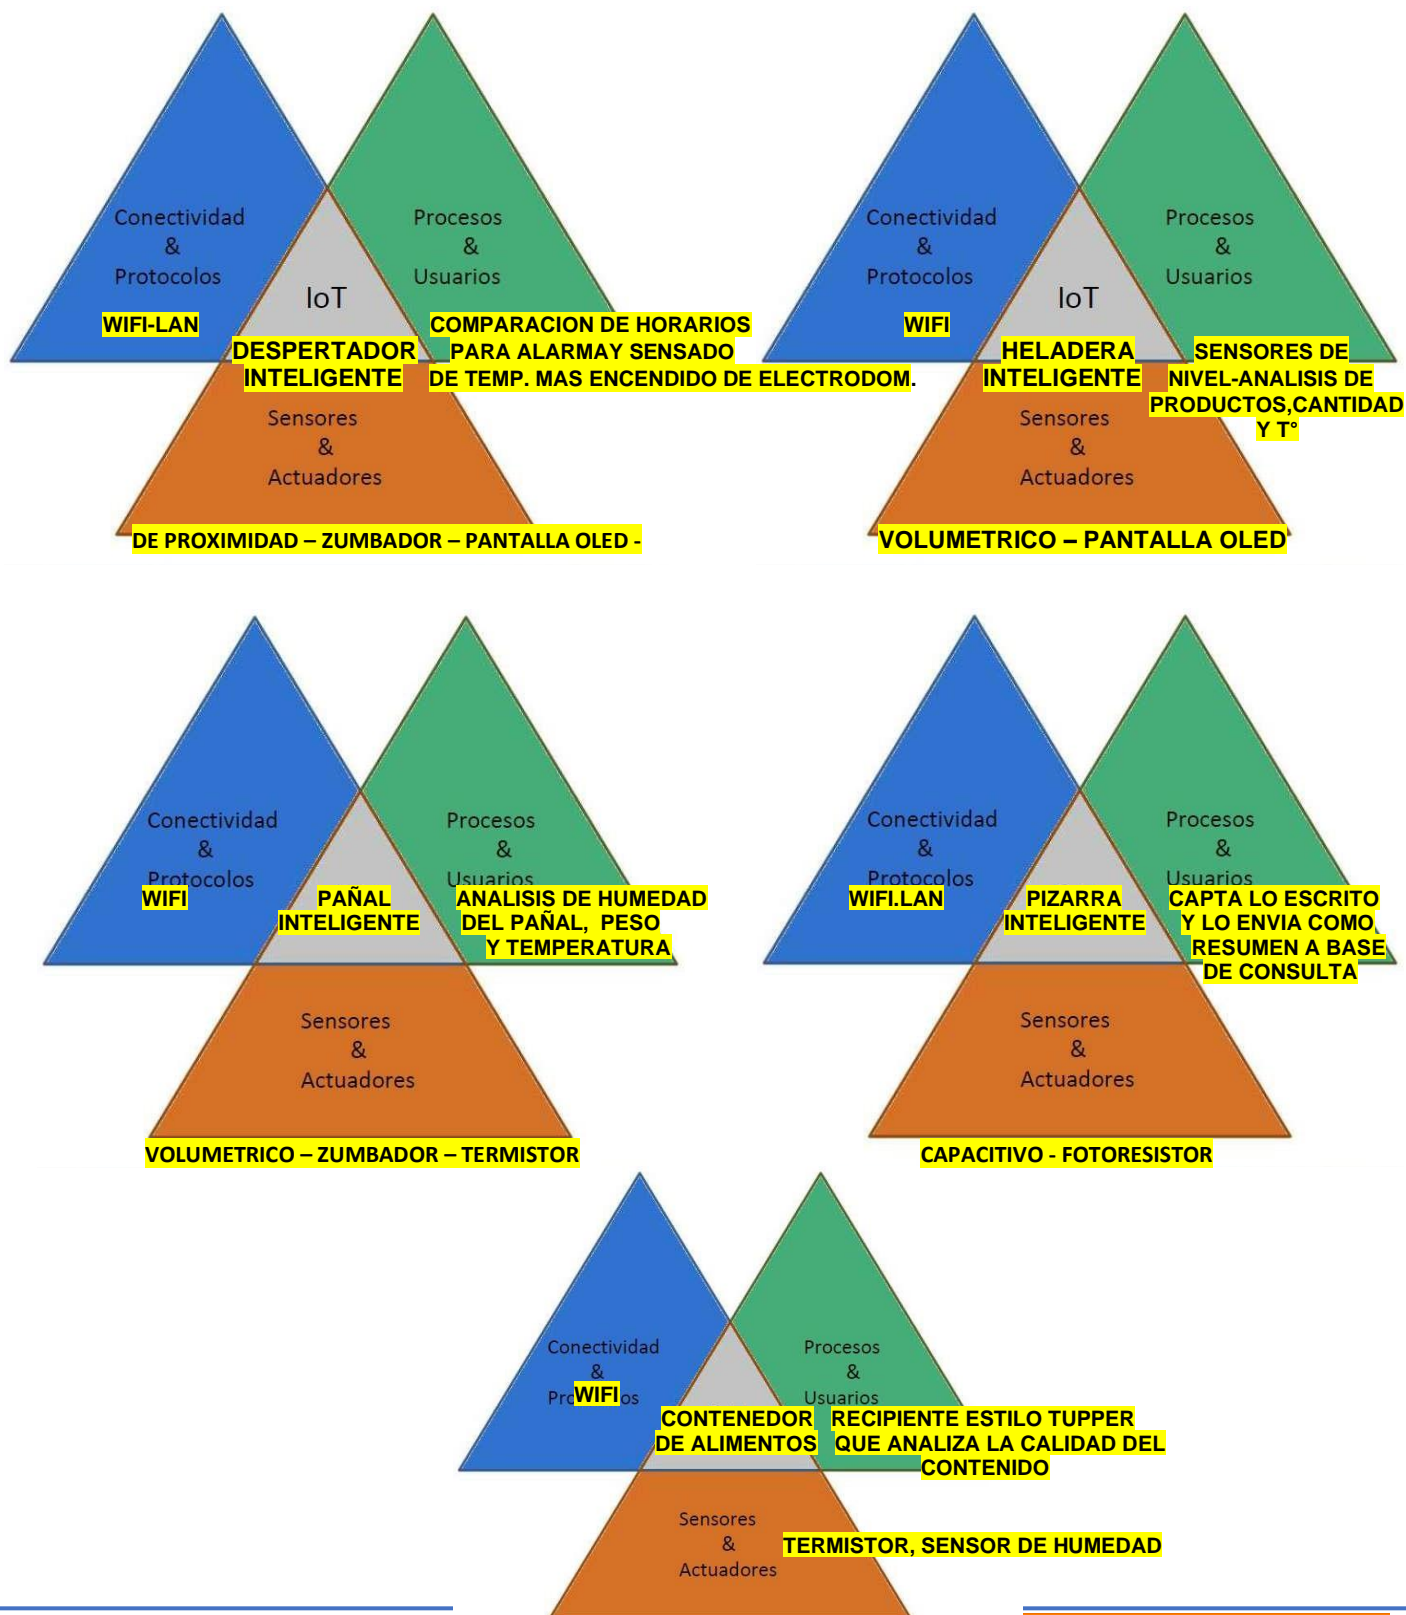 Conectividad
&
Protocolos
WIFI-LAN
Procesos
&
Usuarios
COMPARACION DE HORARIOS
PARA ALARMAY SENSADO
DE TEMP. MAS ENCENDIDO DE ELECTRODOM.
IoT
DESPERTADOR
INTELIGENTE
Sensores
&
Actuadores
DE PROXIMIDAD – ZUMBADOR – PANTALLA OLED -
Conectividad
&
Protocolos
WIFI
Procesos
&
Usuarios
SENSORES DE
NIVEL-ANALISIS DE
PRODUCTOS,CANTIDAD
Y T°
IoT
HELADERA
INTELIGENTE
Sensores
&
Actuadores
VOLUMETRICO – PANTALLA OLED
Conectividad
&
Protocolos
WIFI
Procesos
&
Usuarios
ANALISIS DE HUMEDAD
DEL PAÑAL, PESO
Y TEMPERATURA
PAÑAL
INTELIGENTE
Sensores
&
Actuadores
VOLUMETRICO – ZUMBADOR – TERMISTOR
Conectividad
&
Protocolos
WIFI.LAN
Procesos
&
Usuarios
CAPTA LO ESCRITO
Y LO ENVIA COMO
RESUMEN A BASE
DE CONSULTA
PIZARRA
INTELIGENTE
Sensores
&
Actuadores
CAPACITIVO - FOTORESISTOR
Conectividad
&
WIFI
Procesos
&
Usuarios
RECIPIENTE ESTILO TUPPER
QUE ANALIZA LA CALIDAD DEL
CONTENIDO
CONTENEDOR
DE ALIMENTOS
Sensores
&
Actuadores
TERMISTOR, SENSOR DE HUMEDAD